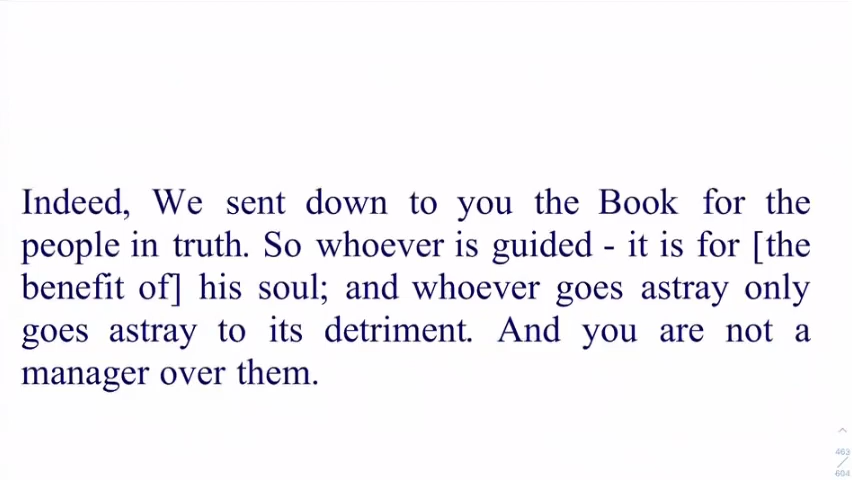 Indeed, We sent down to you the Book for the
people in truth. So whoever is guided - it is for [the
benefit of] his soul; and whoever goes astray only
goes astray to its detriment. And you are not a
manager over them.
463
604